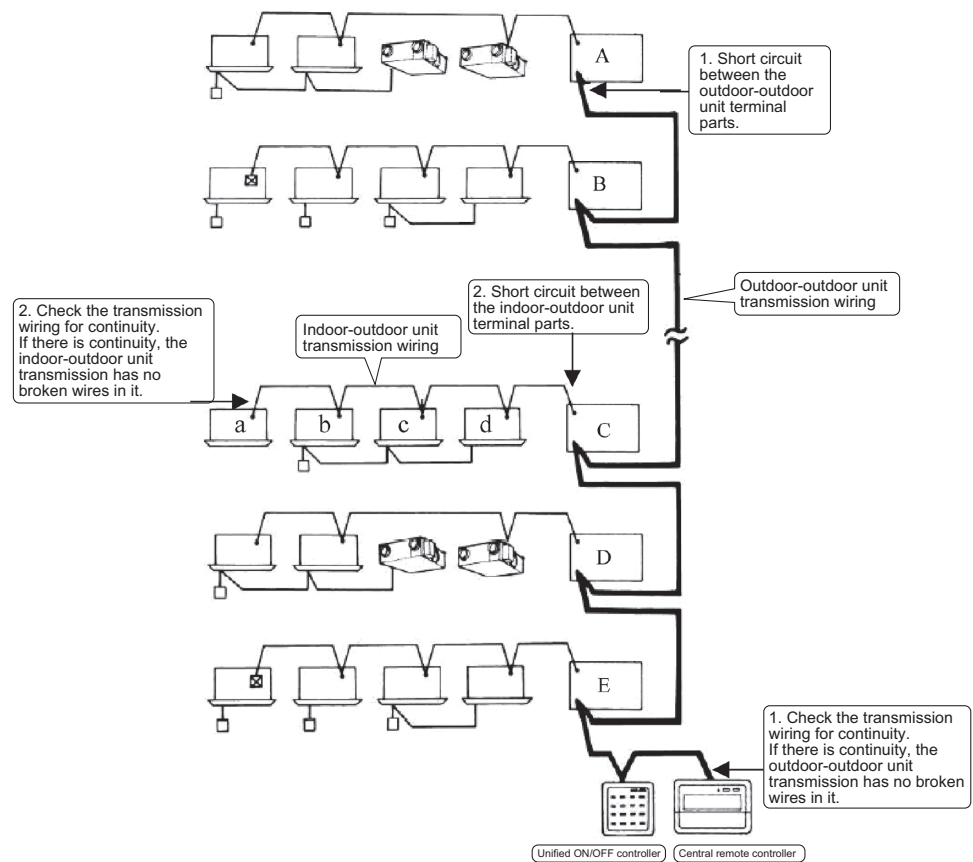 A
1. Short circuit
between the
outdoor-outdoor
unit terminal
parts.
B
Outdoor-outdoor unit
transmission wiring
2. Short circuit between
the indoor-outdoor unit
terminal parts.
2. Check the transmission
wiring for continuity.
If there is continuity, the
indoor-outdoor unit
transmission has no
broken wires in it.
Indoor-outdoor unit
transmission wiring
a
b
c
d
C
D
E
1. Check the transmission
wiring for continuity.
If there is continuity, the
outdoor-outdoor unit
transmission has no broken
wires in it.
Unified ON/OFF controller
Central remote controller